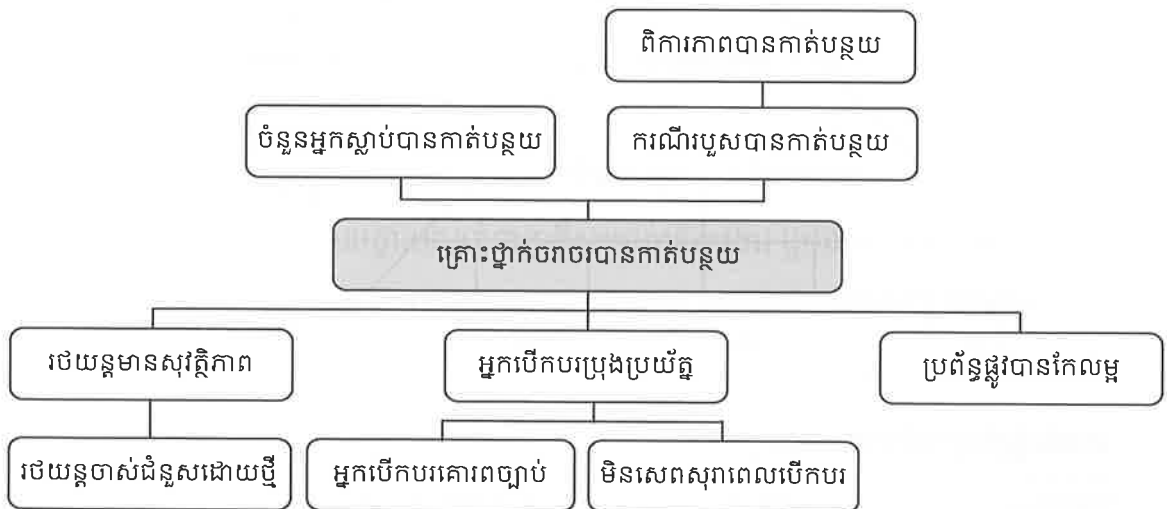 ពិការភាពបានកាត់បន្ថយ
ចំនួនអ្នកស្លាប់បានកាត់បន្ថយ
ករណីរបួសបានកាត់បន្ថយ
គ្រោះថ្នាក់ចរាចរបានកាត់បន្ថយ
រថយន្តមានសុវត្ថិភាព
អ្នកបើកបរប្រុងប្រយ័ត្ន
ប្រព័ន្ធផ្លូវបានកែលម្អ
រថយន្តចាស់ជំនួសដោយថ្មី
អ្នកបើកបរគោរពច្បាប់
មិនសេពសុរាពេលបើកបរ